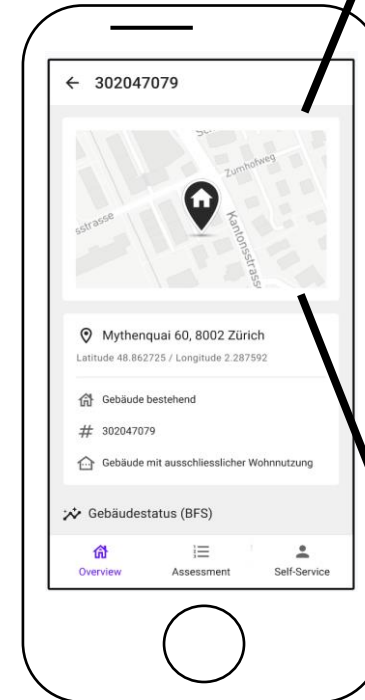 ← 302047079
Zumhofweg
Kantonsstrasse
Mythenquai 60, 8002 Zürich
Latitude 48.862725 / Longitude 2.287592
Gebäude bestehend
# 302047079
Gebäude mit ausschliesslicher Wohnnutzung
Gebäudestatus (BFS)
Overview Assessment Self-Service